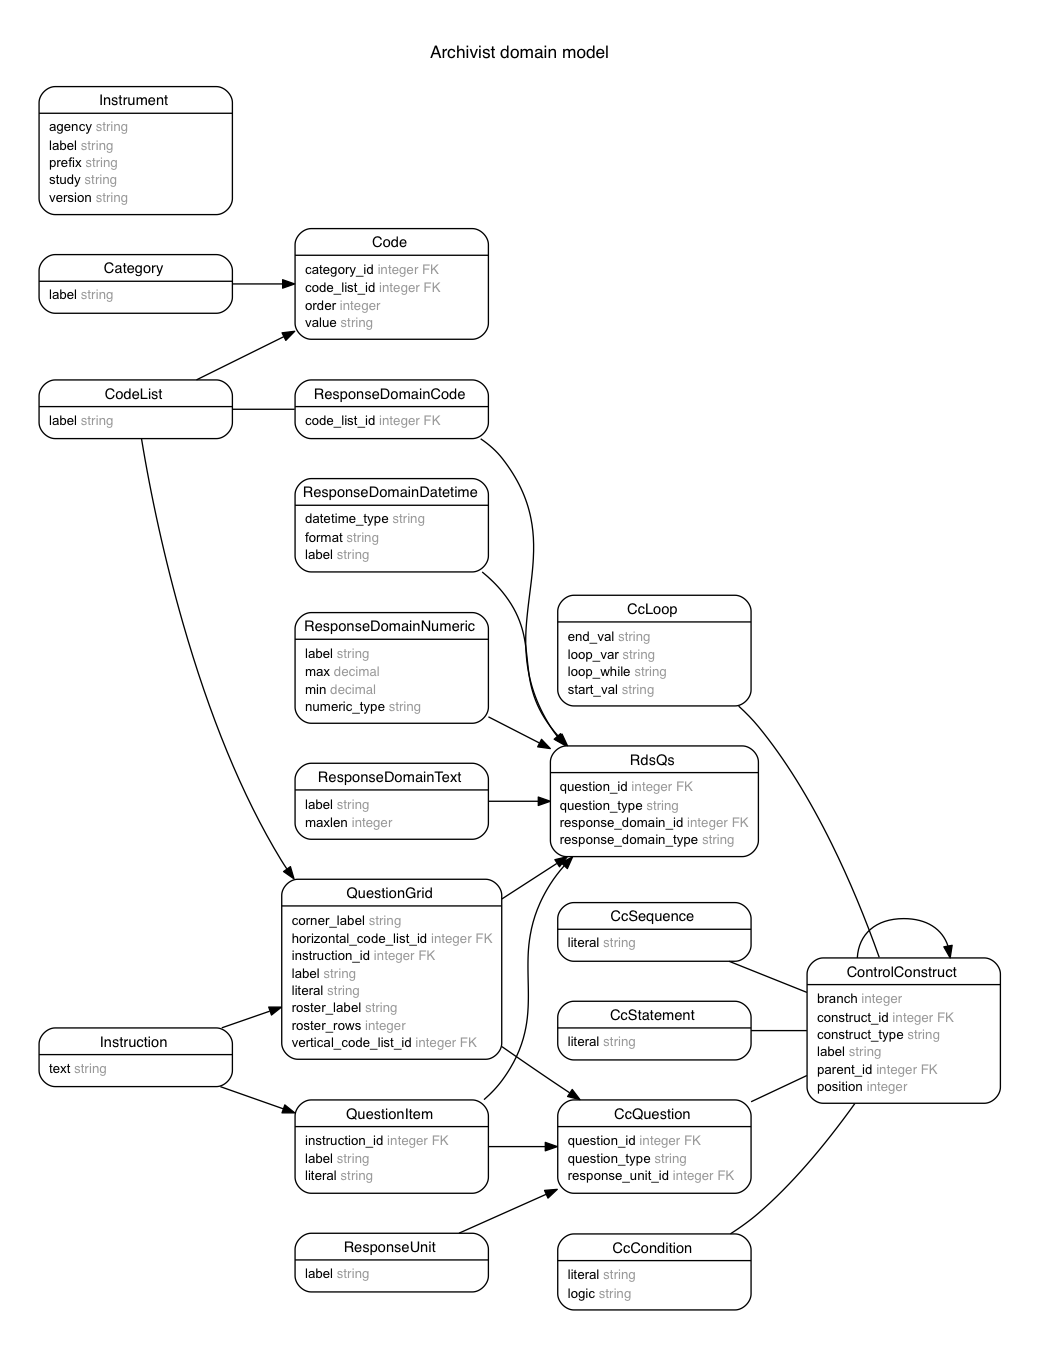 Archivist domain model
Instrument
agency string
label string
prefix string
study string
version string
Category
label string
Code
category_id integer FK
code_list_id integer FK
order integer
value string
CodeList
label string
ResponseDomainCode
code_list_id integer FK
ResponseDomainDatetime
datetime_type string
format string
label string
ResponseDomainNumeric
label string
max decimal
min decimal
numeric_type string
CcLoop
end_val string
loop_var string
loop_while string
start_val string
ResponseDomainText
label string
maxlen integer
RdsQs
question_id integer FK
question_type string
response_domain_id integer FK
response_domain_type string
QuestionGrid
corner_label string
horizontal_code_list_id integer FK
instruction_id integer FK
label string
literal string
roster_label string
roster_rows integer
vertical_code_list_id integer FK
CcSequence
literal string
ControlConstruct
branch integer
construct_id integer FK
construct_type string
label string
parent_id integer FK
position integer
CcStatement
literal string
Instruction
text string
QuestionItem
instruction_id integer FK
label string
literal string
CcQuestion
question_id integer FK
question_type string
response_unit_id integer FK
ResponseUnit
label string
CcCondition
literal string
logic string